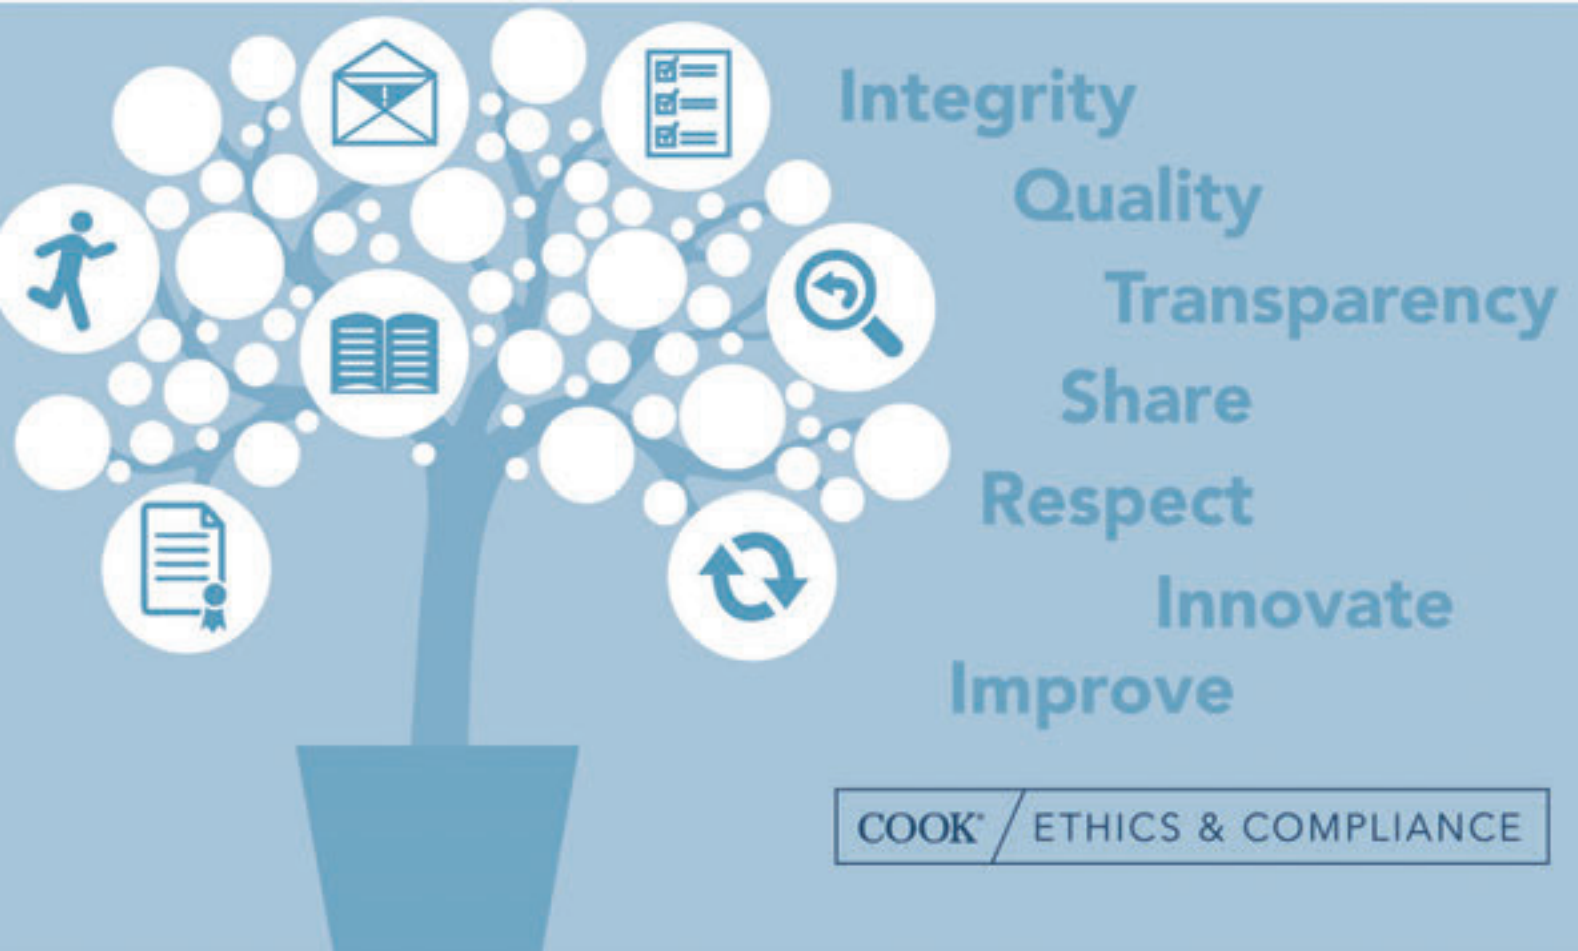 Integrity
Quality
Transparency
Share
Respect
Innovate
Improve
COOK® / ETHICS & COMPLIANCE